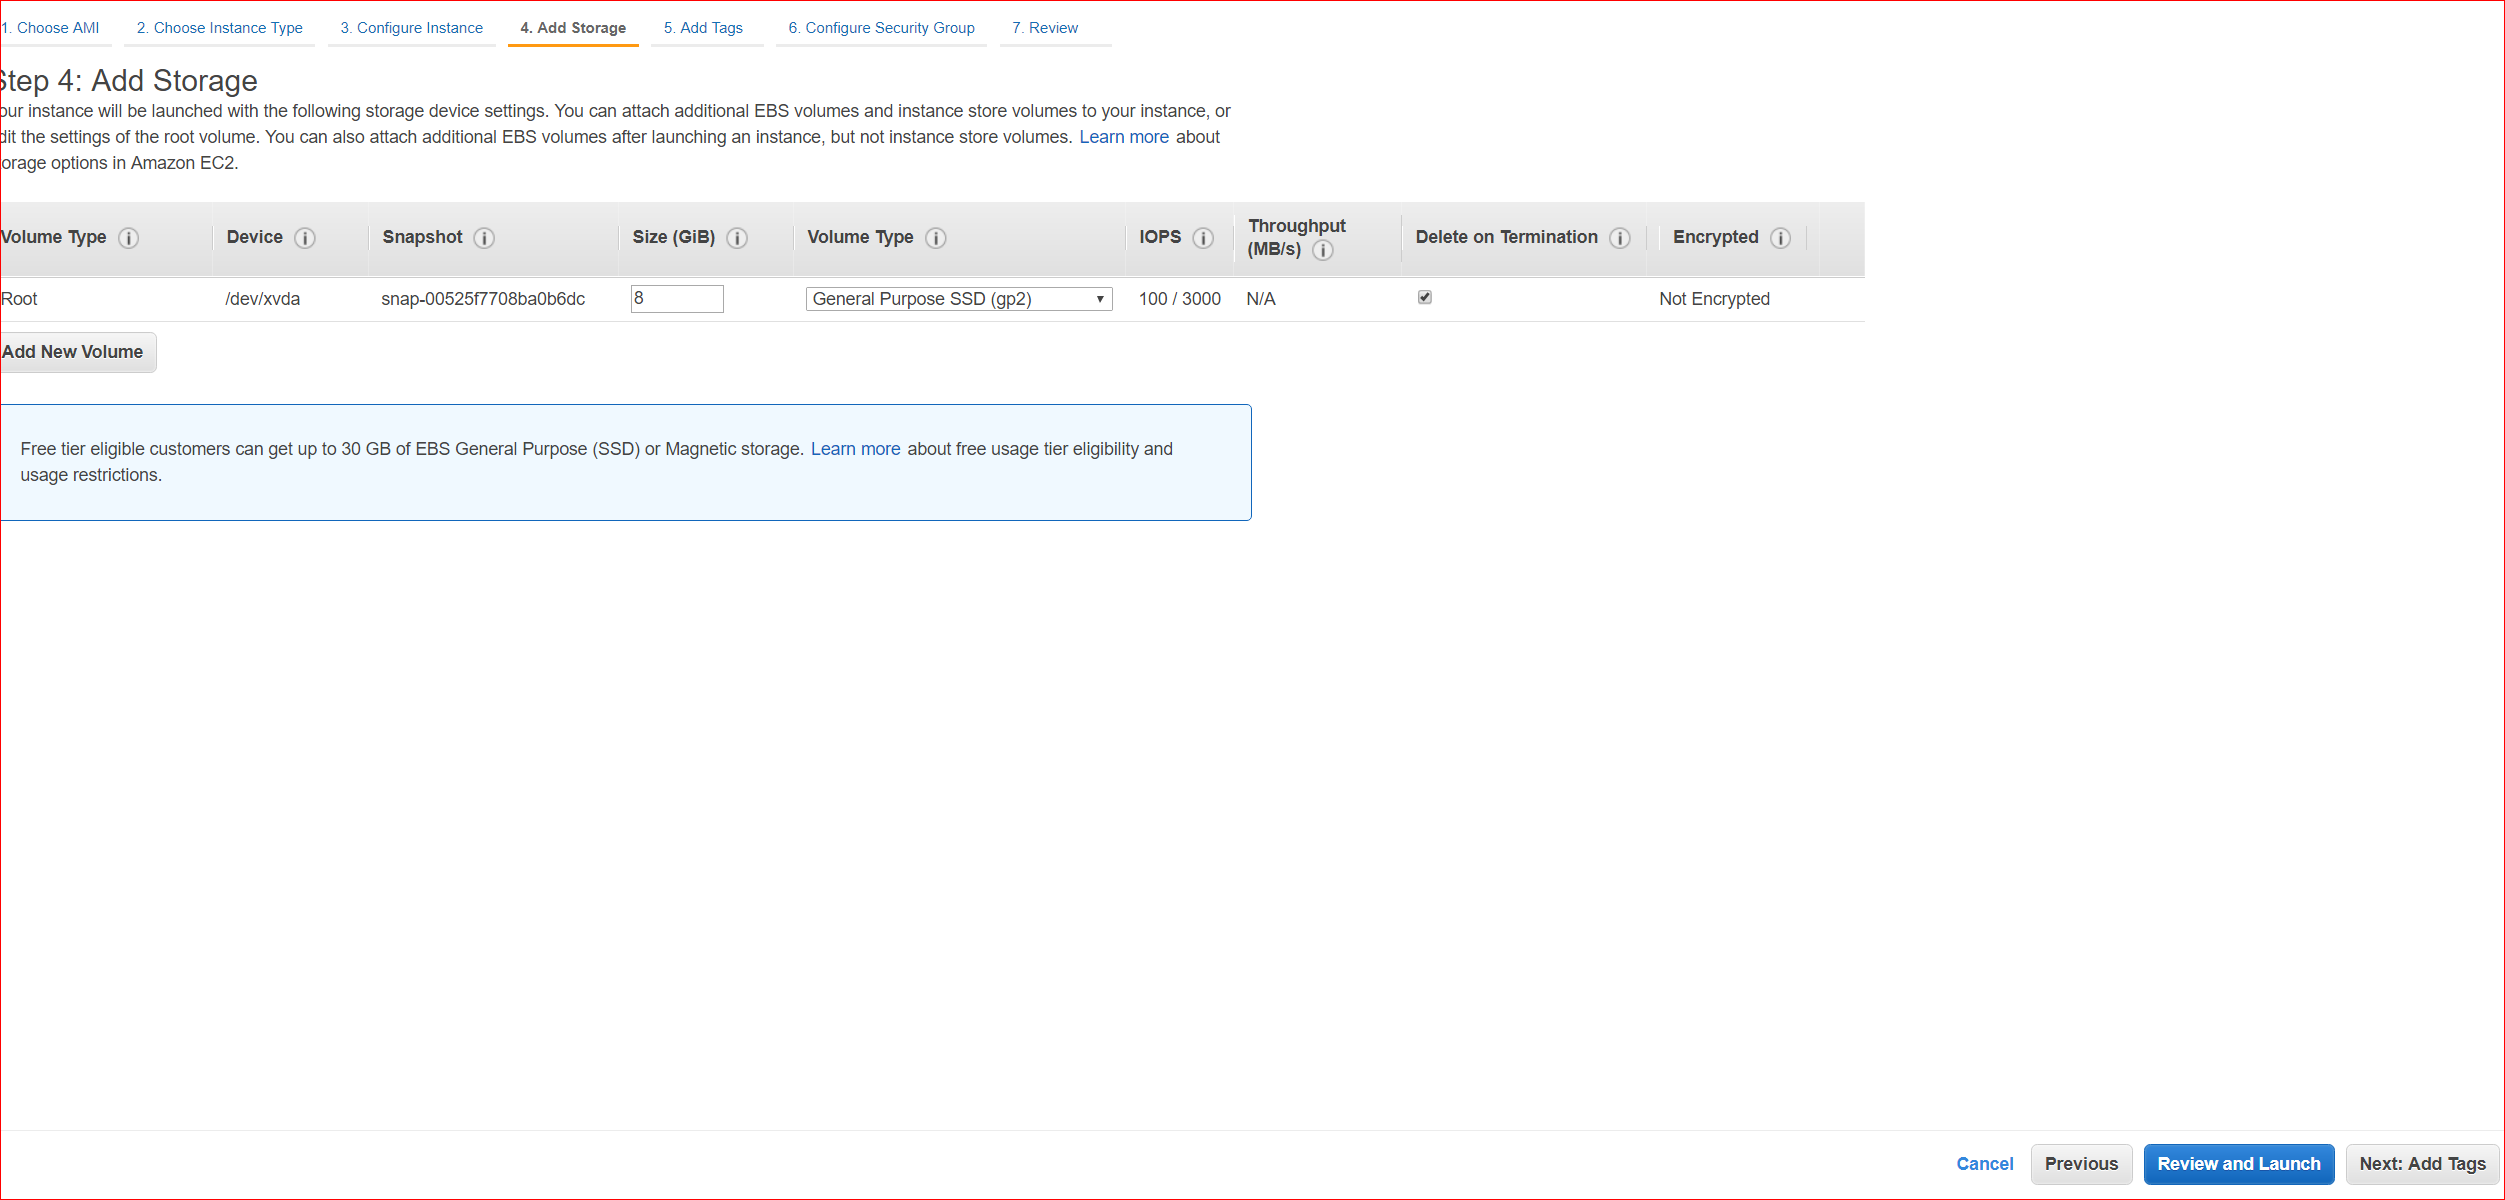 1. Choose AMI 2. Choose Instance Type 3. Configure Instance 4. Add Storage 5. Add Tags 6. Configure Security Group 7. Review
Step 4: Add Storage
our instance will be launched with the following storage device settings. You can attach additional EBS volumes and instance store volumes to your instance, or
dit the settings of the root volume. You can also attach additional EBS volumes after launching an instance, but not instance store volumes. Learn more about
orage options in Amazon EC2.
Volume Type Device Snapshot Size (GiB) Volume Type IOPS Throughput (MB/s) Delete on Termination Encrypted
Root /dev/xvda snap-00525f7708ba0b6dc 8 General Purpose SSD (gp2) 100 / 3000 N/A Not Encrypted
Add New Volume
Free tier eligible customers can get up to 30 GB of EBS General Purpose (SSD) or Magnetic storage. Learn more about free usage tier eligibility and
usage restrictions.
Cancel Previous Review and Launch Next: Add Tags